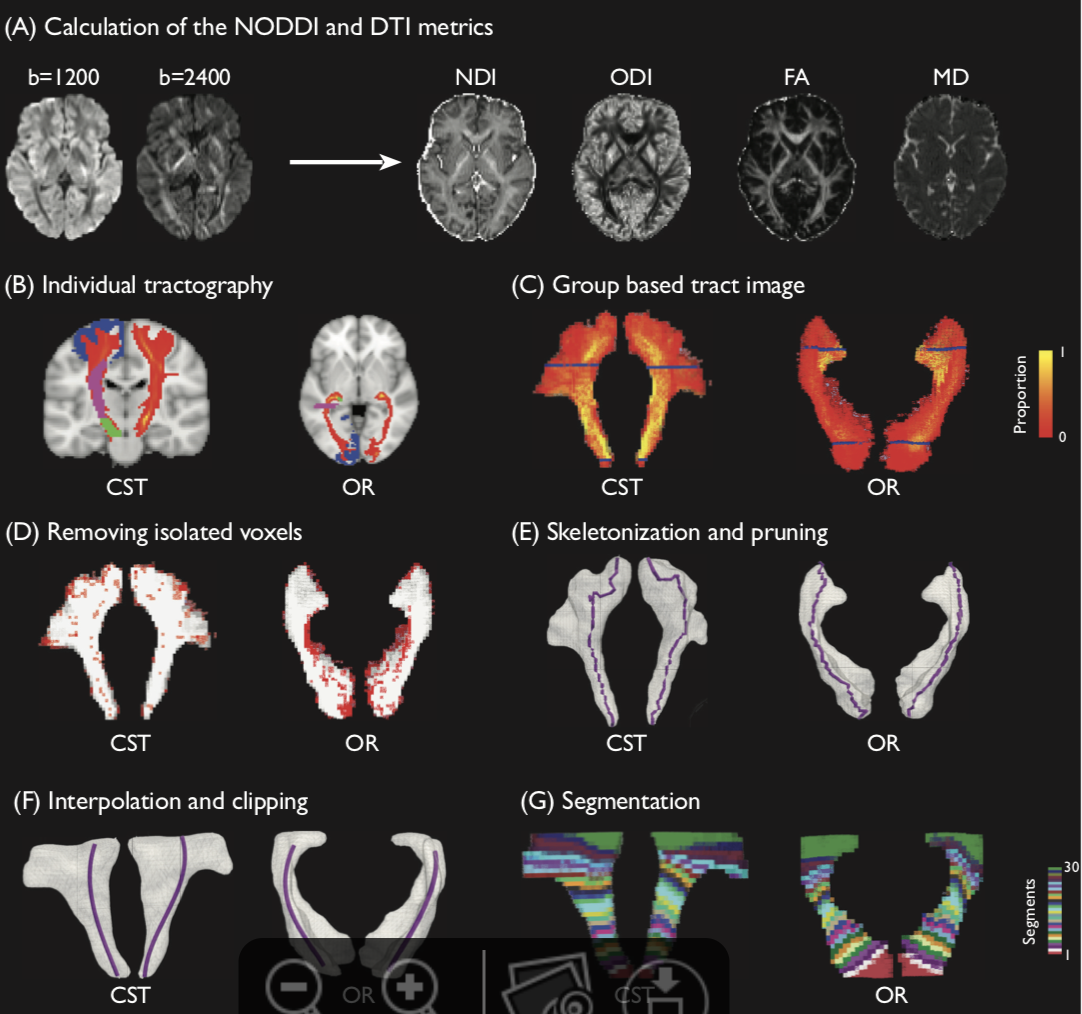 (A) Calculation of the NODDI and DTI metrics
b=1200 b=2400 NDI ODI FA MD
(B) Individual tractography
(C) Group based tract image
CST OR
CST OR
Proportion
1
0
(D) Removing isolated voxels
(E) Skeletonization and pruning
CST OR
CST OR
(F) Interpolation and clipping
(G) Segmentation
CST OR
CST OR
Segments
30
1